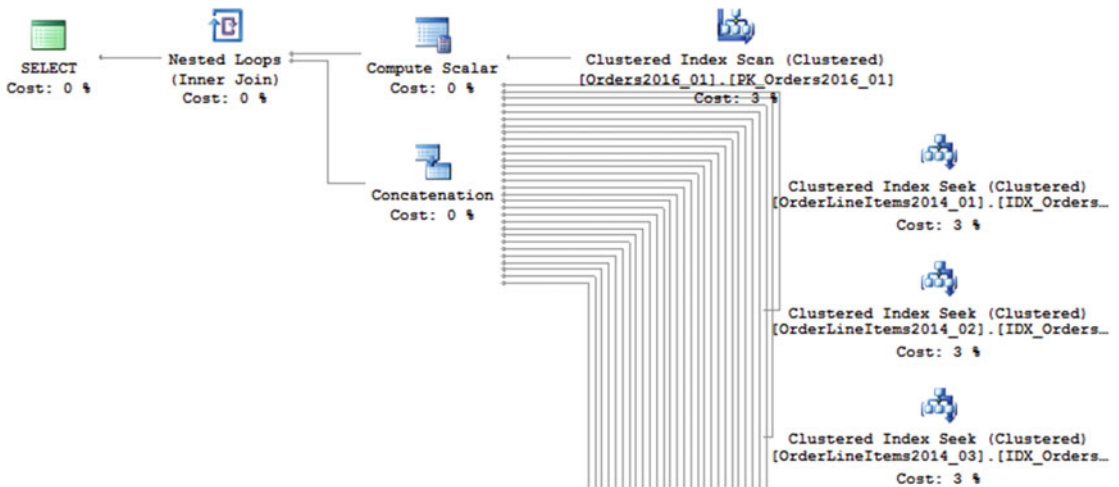 SELECT
Cost: 0 %
Nested Loops
(Inner Join)
Cost: 0 %
Compute Scalar
Cost: 0 %
Clustered Index Scan (Clustered)
[Orders2016_01].[PK_Orders2016_01]
Cost: 3 %
Concatenation
Cost: 0 %
Clustered Index Seek (Clustered)
[OrderLineItems2014_01].[IDX_Orders…
Cost: 3 %
Clustered Index Seek (Clustered)
[OrderLineItems2014_02].[IDX_Orders…
Cost: 3 %
Clustered Index Seek (Clustered)
[OrderLineItems2014_03].[IDX_Orders…
Cost: 3 %